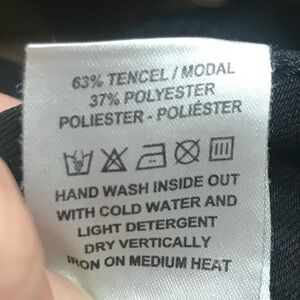 63% TENCEL / MODAL
37% POLYESTER
POLIESTER - POLIÉSTER
HAND WASH INSIDE OUT
WITH COLD WATER AND
LIGHT DETERGENT
DRY VERTICALLY
IRON ON MEDIUM HEAT